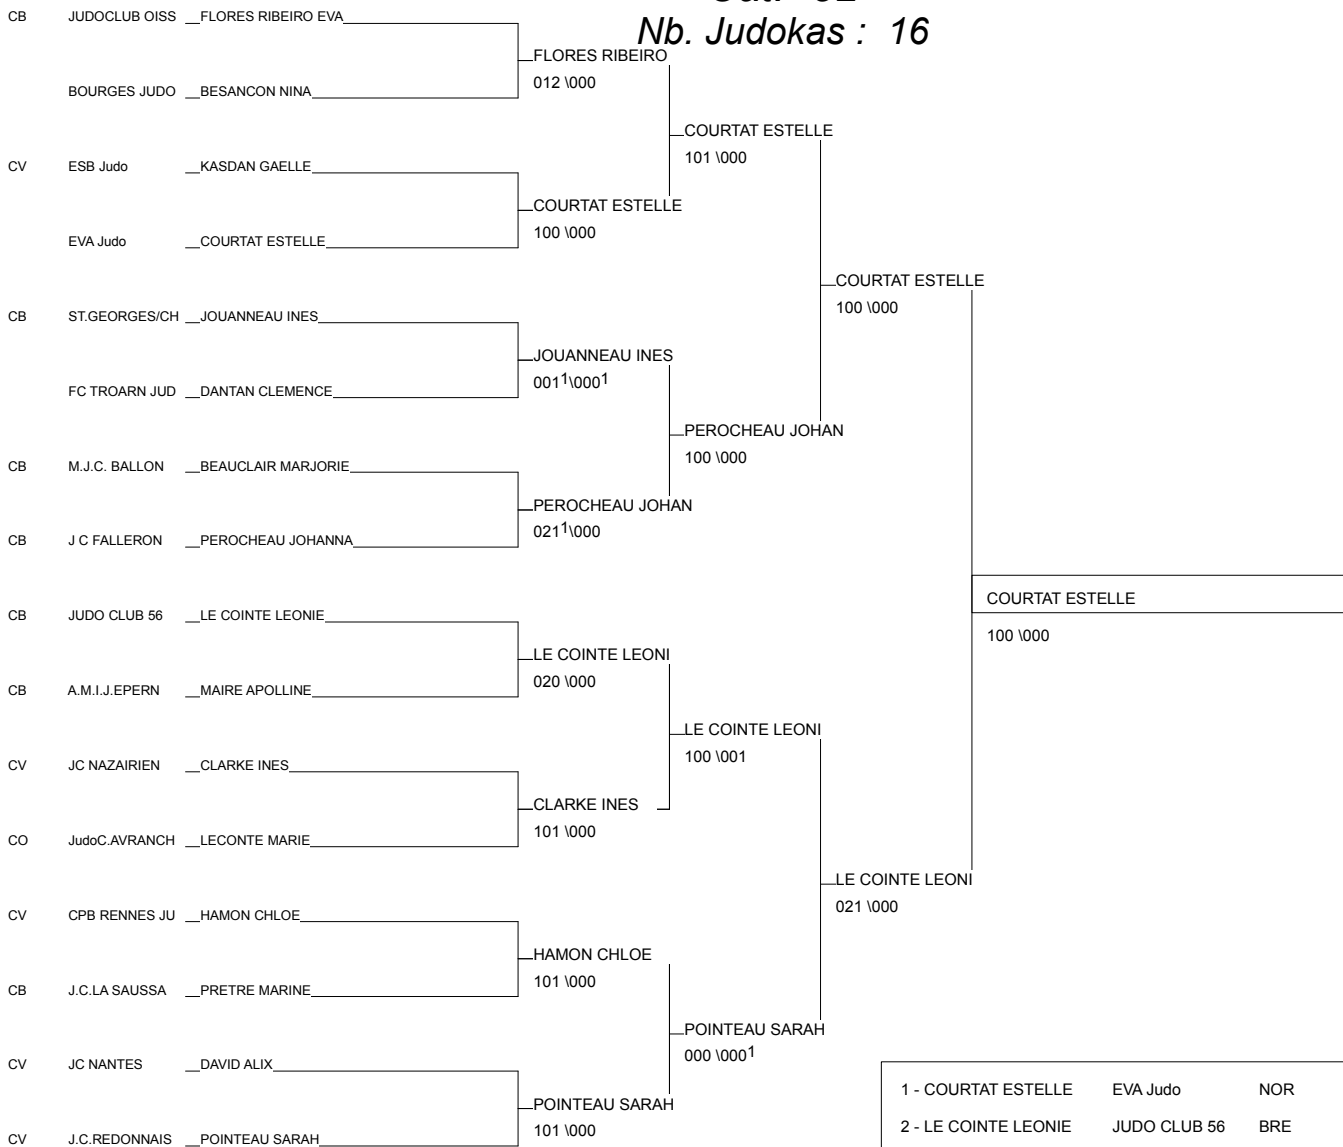 Nb. Judokas :  16
CB JUDOCLUB OISS FLORES RIBEIRO EVA
FLORES RIBEIRO
012 \000
BOURGES JUDO BESANCON NINA
COURTAT ESTELLE
101 \000
CV ESB Judo KASDAN GAELLE
COURTAT ESTELLE
100 \000
EVA Judo COURTAT ESTELLE
COURTAT ESTELLE
100 \000
CB ST.GEORGES/CH JOUANNEAU INES
JOUANNEAU INES
001¹\000¹
FC TROARN JUD DANTAN CLEMENCE
PEROCHEAU JOHAN
100 \000
CB M.J.C. BALLON BEAUCLAIR MARJORIE
PEROCHEAU JOHAN
021¹\000
CB J C FALLERON PEROCHEAU JOHANNA
COURTAT ESTELLE
100 \000
CB JUDO CLUB 56 LE COINTE LEONIE
LE COINTE LEONI
020 \000
CB A.M.I.J.EPERN MAIRE APOLLINE
LE COINTE LEONI
100 \001
CV JC NAZAIRIEN CLARKE INES
CLARKE INES
101 \000
CO JudoC.AVRANCH LECONTE MARIE
LE COINTE LEONI
021 \000
CV CPB RENNES JU HAMON CHLOE
HAMON CHLOE
101 \000
CB J.C.LA SAUSSA PRETRE MARINE
POINTEAU SARAH
000 \000¹
CV JC NANTES DAVID ALIX
POINTEAU SARAH
101 \000
CV J.C.REDONNAIS POINTEAU SARAH
1 - COURTAT ESTELLE EVA Judo NOR
2 - LE COINTE LEONIE JUDO CLUB 56 BRE